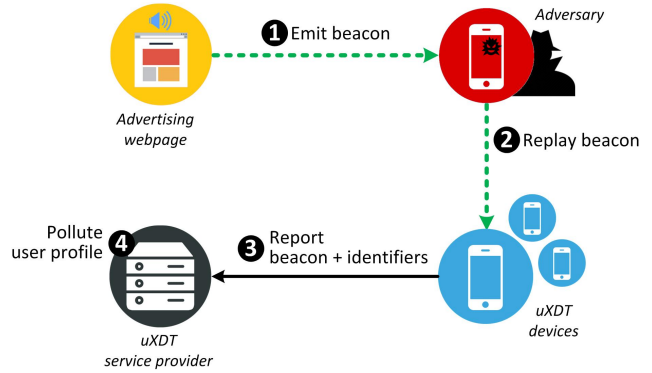 1 Emit beacon
Adversary
Advertising
webpage
2 Replay beacon
Pollute 4
user profile
3 Report
beacon + identifiers
uXDT
devices
uXDT
service provider